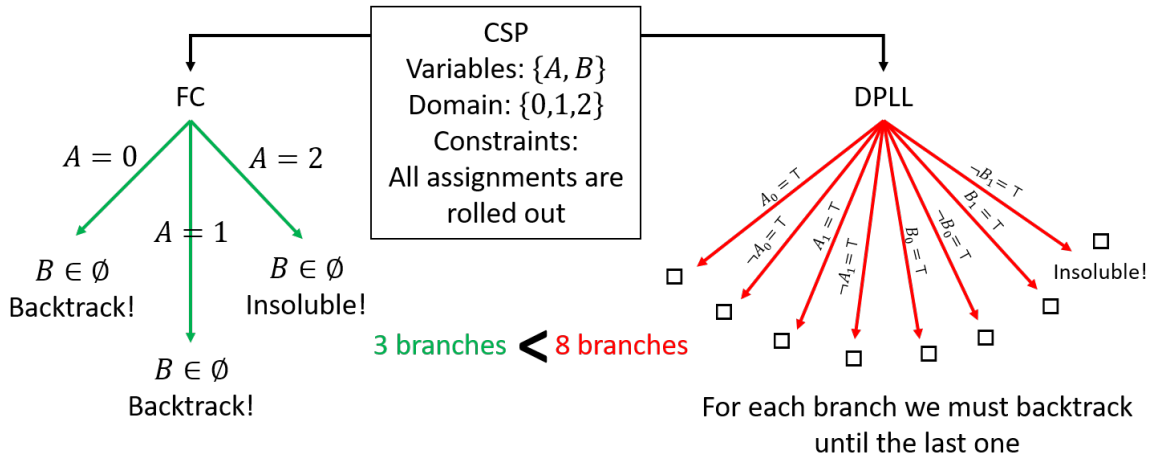 CSP
Variables: {A, B}
Domain: {0,1,2}
Constraints:
All assignments are
rolled out
FC
A = 0
A = 1
A = 2
B ∈ ∅
Backtrack!
B ∈ ∅
Backtrack!
B ∈ ∅
Insoluble!
3 branches < 8 branches
DPLL
A₀ = ⊤
¬A₀ = ⊤
A₁ = ⊤
¬A₁ = ⊤
B₀ = ⊤
¬B₀ = ⊤
B₁ = ⊤
¬B₁ = ⊤
Insoluble!
For each branch we must backtrack
until the last one